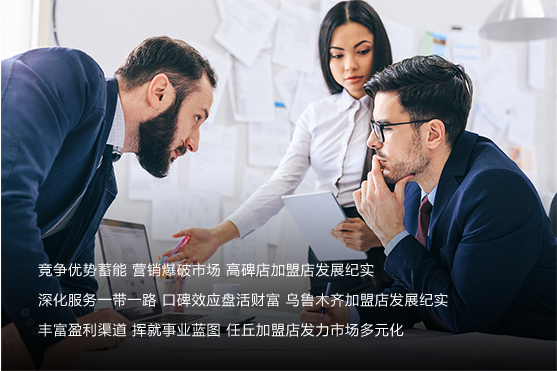 竞争优势蓄能 营销爆破市场 高碑店加盟店发展纪实
深化服务一带一路 口碑效应盘活财富 乌鲁木齐加盟店发展纪实
丰富盈利渠道 挥就事业蓝图 任丘加盟店发力市场多元化